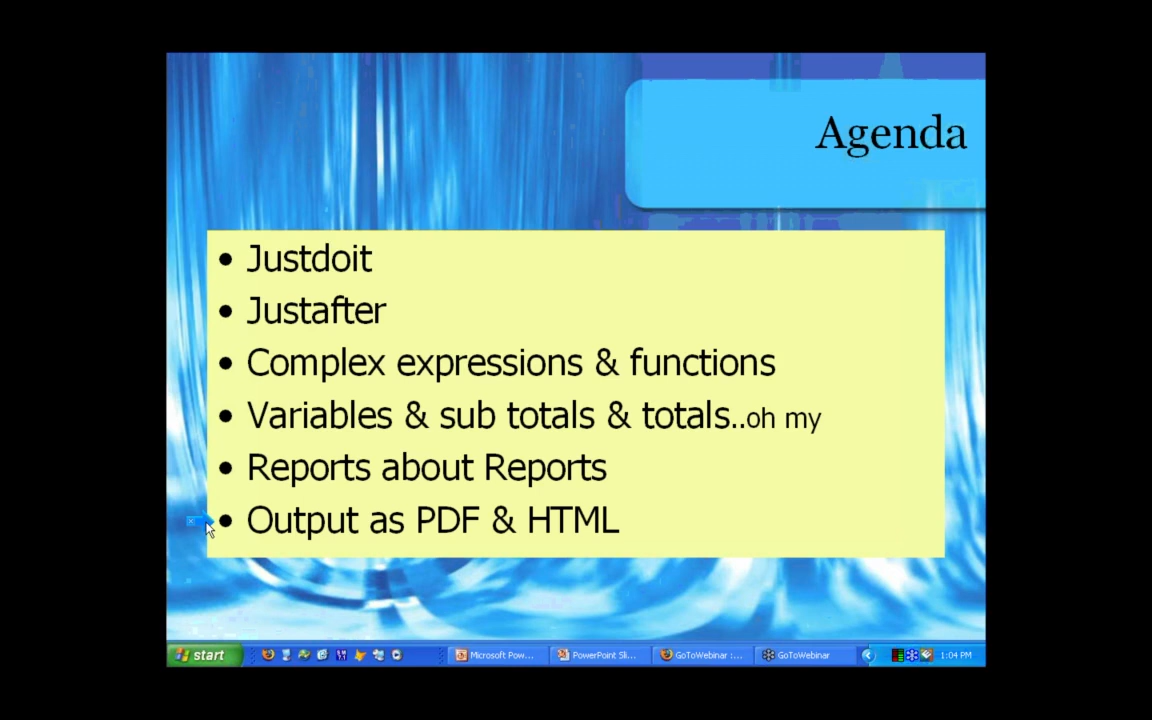 Agenda
• Justdoit
• Justafter
• Complex expressions & functions
• Variables & sub totals & totals..oh my
• Reports about Reports
• Output as PDF & HTML
start
Microsoft Pow...
PowerPoint Sli...
GoToWebinar :...
GoToWebinar
1:04 PM